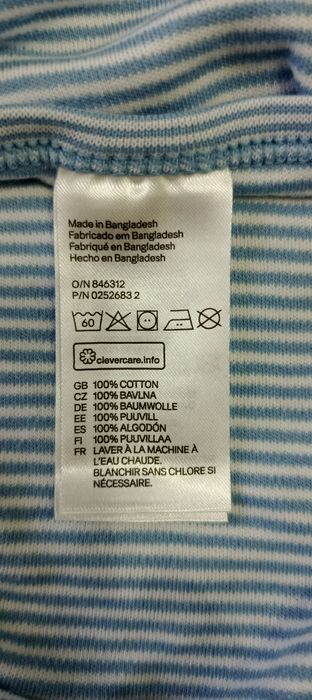 Made in Bangladesh
Fabricado em Bangladesh
Fabriqué en Bangladesh
Hecho en Bangladesh
O/N 846312
P/N 0252683 2
60
clevercare.info
GB 100% COTTON
CZ 100% BAVLNA
DE 100% BAUMWOLLE
EE 100% PUUVILL
ES 100% ALGODÓN
FI 100% PUUVILLAA
FR LAVER À LA MACHINE À
L'EAU CHAUDE.
BLANCHIR SANS CHLORE SI
NÉCESSAIRE.